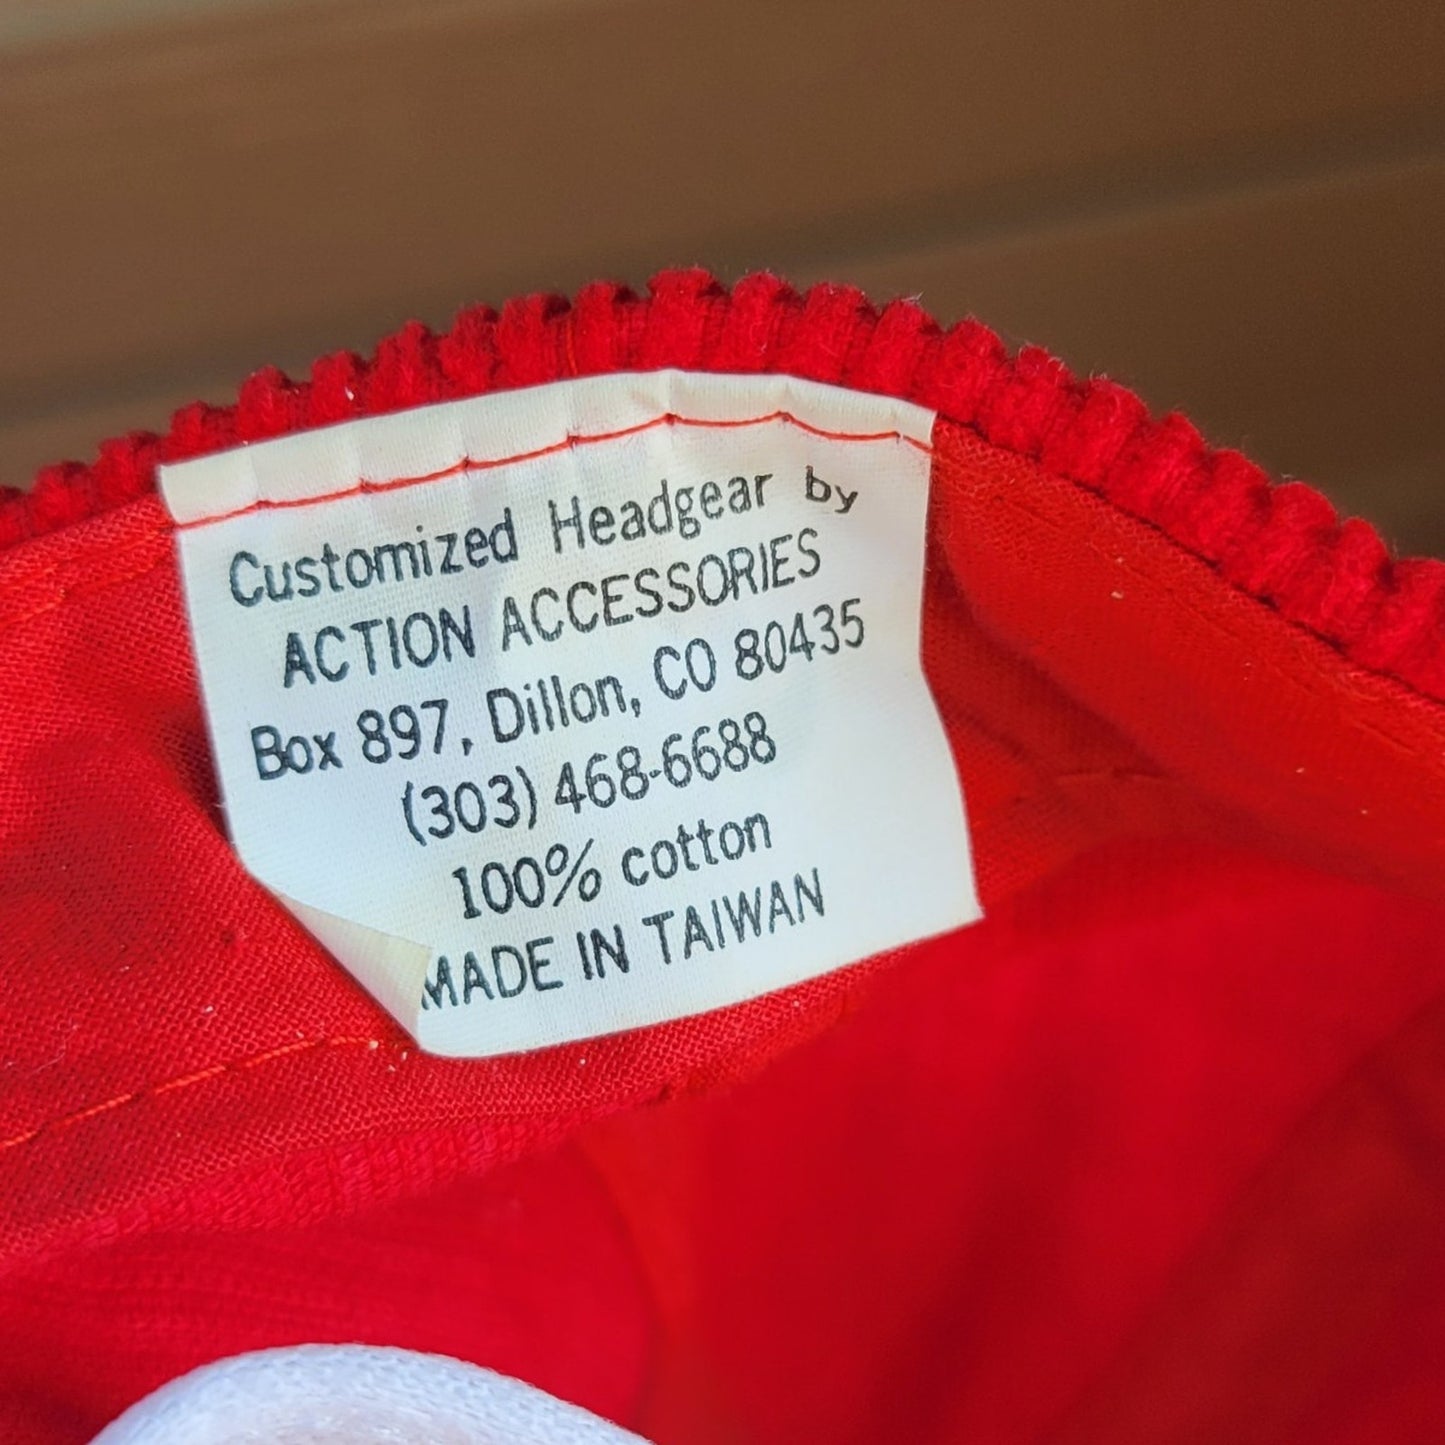 Customized Headgear by
ACTION ACCESSORIES
Box 897, Dillon, CO 80435
(303) 468-6688
100% cotton
MADE IN TAIWAN